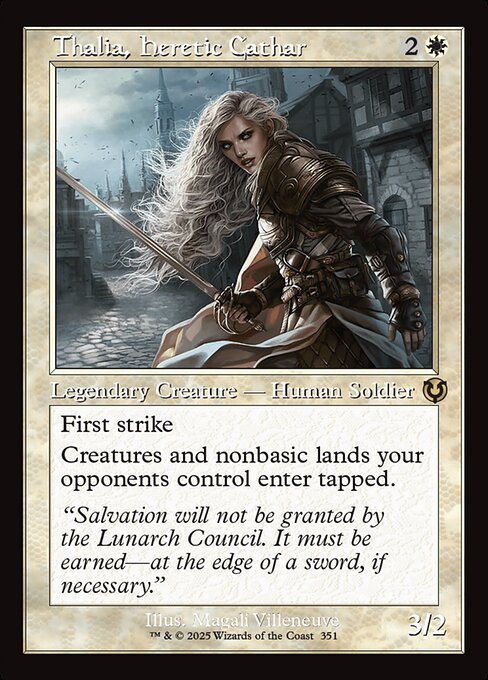 Thalia, Heretic Cathar 2
Legendary Creature — Human Soldier
First strike
Creatures and nonbasic lands your
opponents control enter tapped.
“Salvation will not be granted by
the Lunarch Council. It must be
earned—at the edge of a sword, if
necessary.”
Illus. Magali Villeneuve
™ & © 2025 Wizards of the Coast 351
3/2